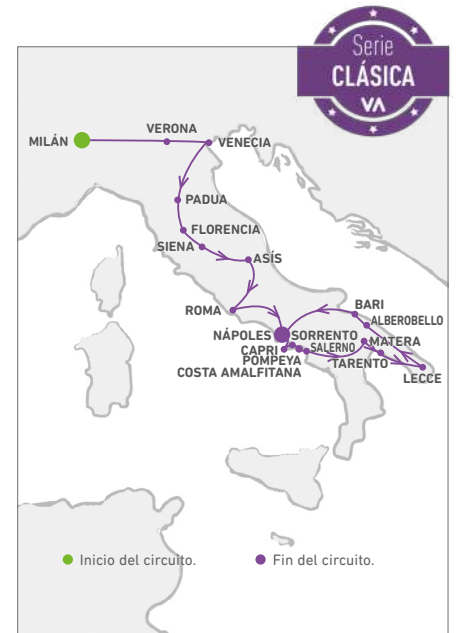 Serie
CLÁSICA
VA
VERONA
MILÁN
VENECIA
PADUA
FLORENCIA
SIENA
ASÍS
ROMA
BARI
ALBEROBELLO
NÁPOLES
SORRENTO
MATERA
CAPRI
SALERNO
POMPEYA
TARENTO
COSTA AMALFITANA
LECCE
Inicio del circuito.
Fin del circuito.